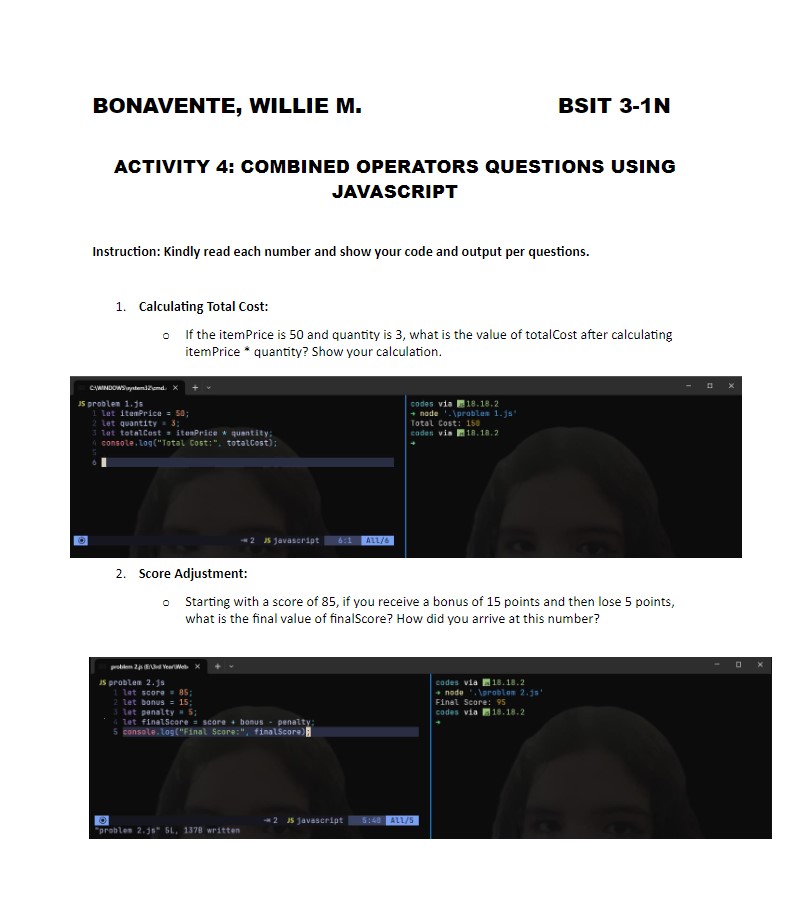 BONAVENTE, WILLIE M. BSIT 3-1N
ACTIVITY 4: COMBINED OPERATORS QUESTIONS USING
JAVASCRIPT
Instruction: Kindly read each number and show your code and output per questions.
1. Calculating Total Cost:
o If the itemPrice is 50 and quantity is 3, what is the value of totalCost after calculating
itemPrice * quantity? Show your calculation.
C:\WINDOWS\system32\cmd. × + ⌄
JS problem 1.js
1 let itemPrice = 50;
2 let quantity = 3;
3 let totalCost = itemPrice * quantity;
4 console.log("Total Cost:", totalCost);
5
6
2 JS javascript 6:1 All/6
codes via 18.18.2
→ node '.\problem 1.js'
Total Cost: 150
codes via 18.18.2
→
2. Score Adjustment:
o Starting with a score of 85, if you receive a bonus of 15 points and then lose 5 points,
what is the final value of finalScore? How did you arrive at this number?
problem 2.js (E:\3rd Year\Web × + ⌄
JS problem 2.js
1 let score = 85;
2 let bonus = 15;
3 let penalty = 5;
4 let finalScore = score + bonus - penalty;
5 console.log("Final Score:", finalScore);
2 JS javascript 5:40 All/5
"problem 2.js" 5L, 137B written
codes via 18.18.2
→ node '.\problem 2.js'
Final Score: 95
codes via 18.18.2
→